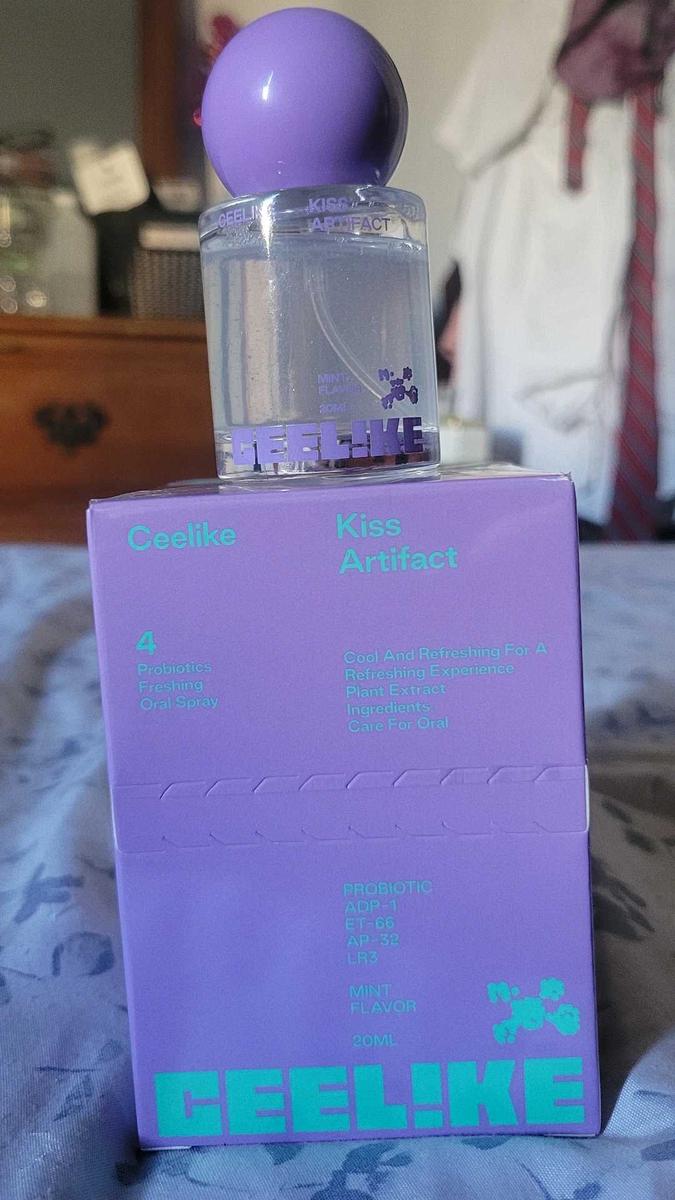 CEELIKE KISS
ARTIFACT
MINT
FLAVOR
20ML
CEEL!KE
Ceelike Kiss
Artifact
4
Probiotics
Freshing
Oral Spray
Cool And Refreshing For A
Refreshing Experience
Plant Extract
Ingredients
Care For Oral
PROBIOTIC
ADP-1
ET-66
AP-32
LR3
MINT
FLAVOR
20ML
CEEL!KE